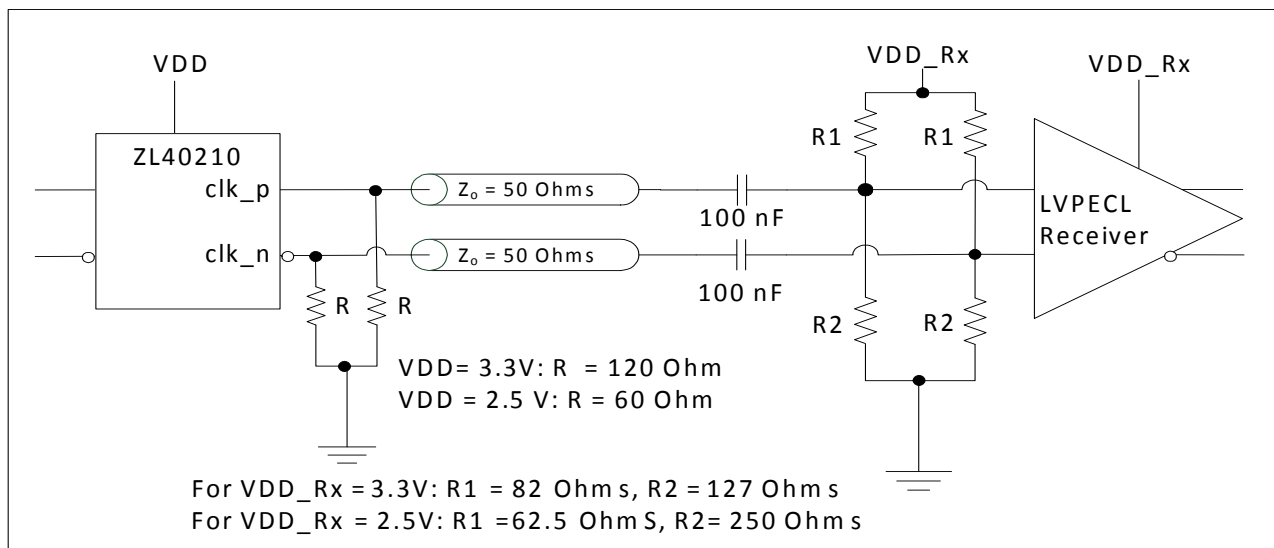 VDD
VDD_Rx
VDD_Rx
ZL40210
R1
R1
clk_p
Zo = 50 Ohms
100 nF
LVPECL
Receiver
clk_n
Zo = 50 Ohms
100 nF
R
R
R2
R2
VDD= 3.3V: R = 120 Ohm
VDD = 2.5 V: R = 60 Ohm
For VDD_Rx = 3.3V: R1 = 82 Ohms, R2 = 127 Ohms
For VDD_Rx = 2.5V: R1 =62.5 OhmS, R2= 250 Ohms